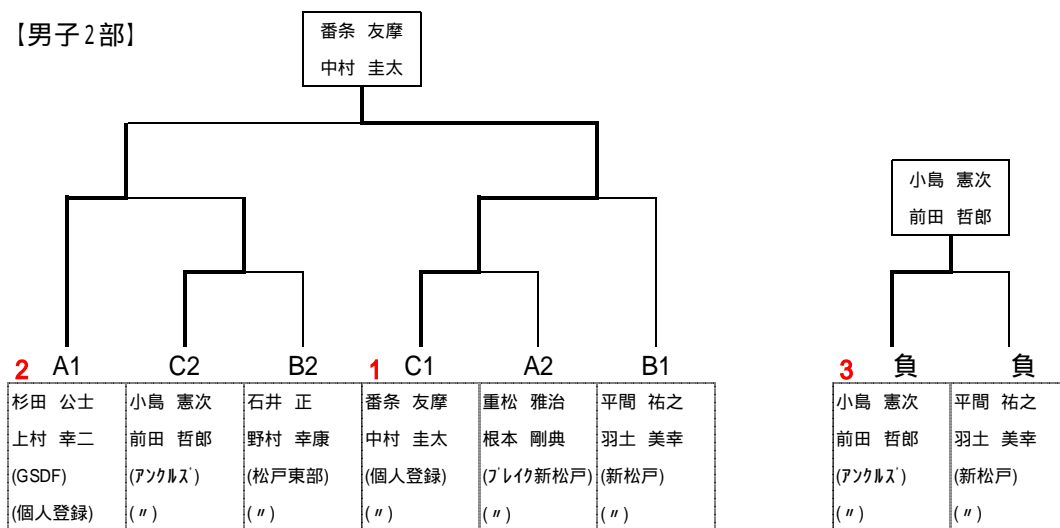 【男子2部】
番条 友摩
中村 圭太
小島 憲次
前田 哲郎
2 A1
C2
B2
1 C1
A2
B1
3 負
負
杉田 公士
上村 幸二
(GSDF)
(個人登録)
小島 憲次
前田 哲郎
(アンクルズ)
(〃)
石井 正
野村 幸康
(松戸東部)
(〃)
番条 友摩
中村 圭太
(個人登録)
(〃)
重松 雅治
根本 剛典
(ブレイク新松戸)
(〃)
平間 祐之
羽土 美幸
(新松戸)
(〃)
小島 憲次
前田 哲郎
(アンクルズ)
(〃)
平間 祐之
羽土 美幸
(新松戸)
(〃)